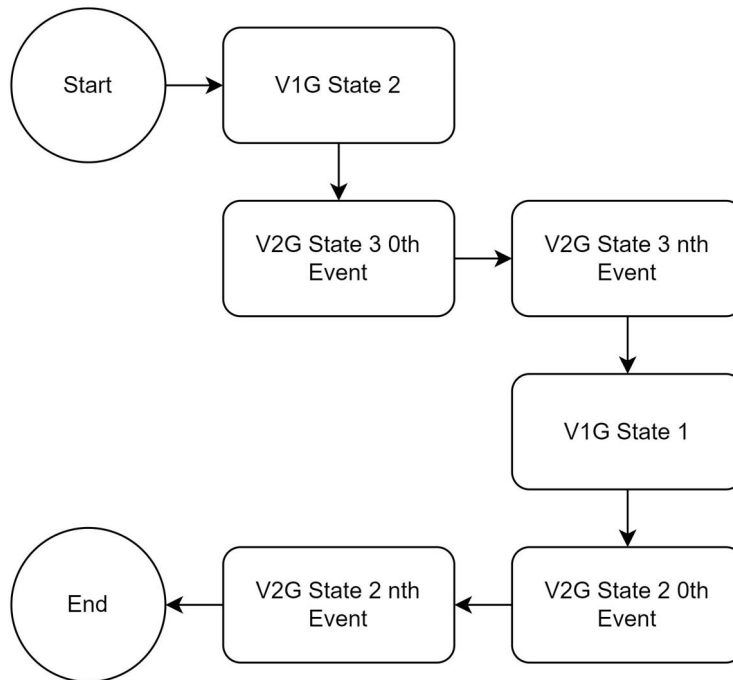 Start
V1G State 2
V2G State 3 0th
Event
V2G State 3 nth
Event
V1G State 1
V2G State 2 0th
Event
V2G State 2 nth
Event
End